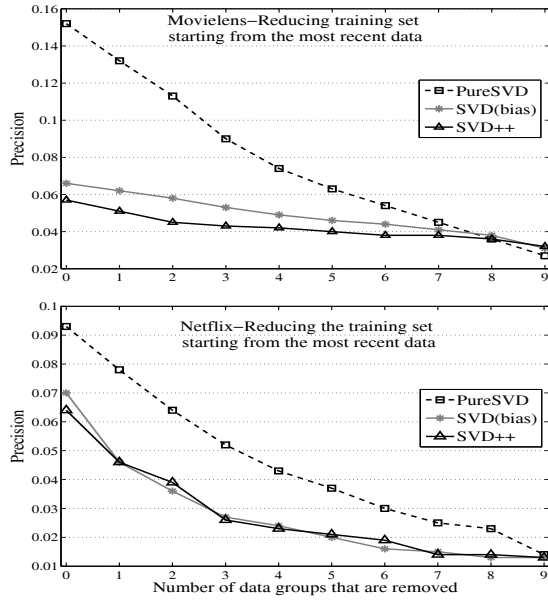 Movielens−Reducing training set
starting from the most recent data
0.16
0.14
0.12
0.1
0.08
0.06
0.04
0.02
Precision
PureSVD
SVD(bias)
SVD++
0 1 2 3 4 5 6 7 8 9
Netflix−Reducing the training set
starting from the most recent data
0.1
0.09
0.08
0.07
0.06
0.05
0.04
0.03
0.02
0.01
Precision
PureSVD
SVD(bias)
SVD++
0 1 2 3 4 5 6 7 8 9
Number of data groups that are removed